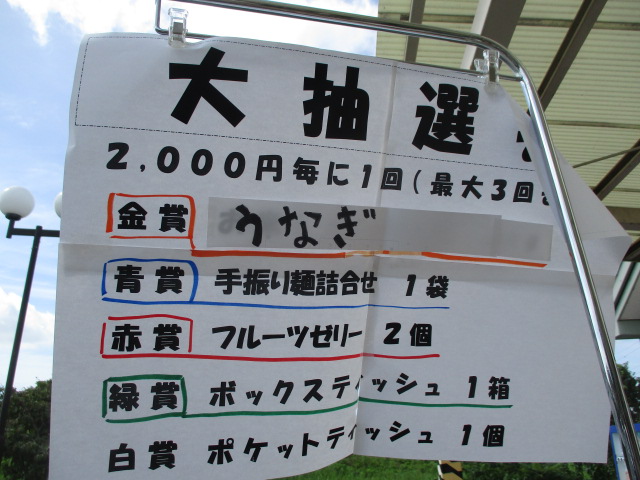 大抽選
2,000円毎に1回(最大3回
金賞 うなぎ
青賞 手振り麺詰合せ 1袋
赤賞 フルーツゼリー 2個
緑賞 ボックスティッシュ 1箱
白賞 ポケットティッシュ 1個